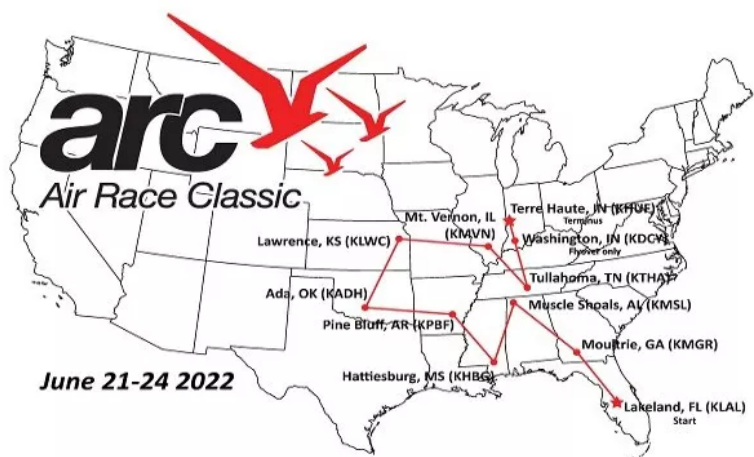 arc
Air Race Classic
Mt. Vernon, IL
(KMVN)
Terre Haute, IN (KHUF)
Terminus
Lawrence, KS (KLWC)
Washington, IN (KDCY)
Flyover only
Tullahoma, TN (KTHA)
Ada, OK (KADH)
Muscle Shoals, AL (KMSL)
Pine Bluff, AR (KPBF)
Moultrie, GA (KMGR)
Hattiesburg, MS (KHBG)
June 21-24 2022
Lakeland, FL (KLAL)
Start